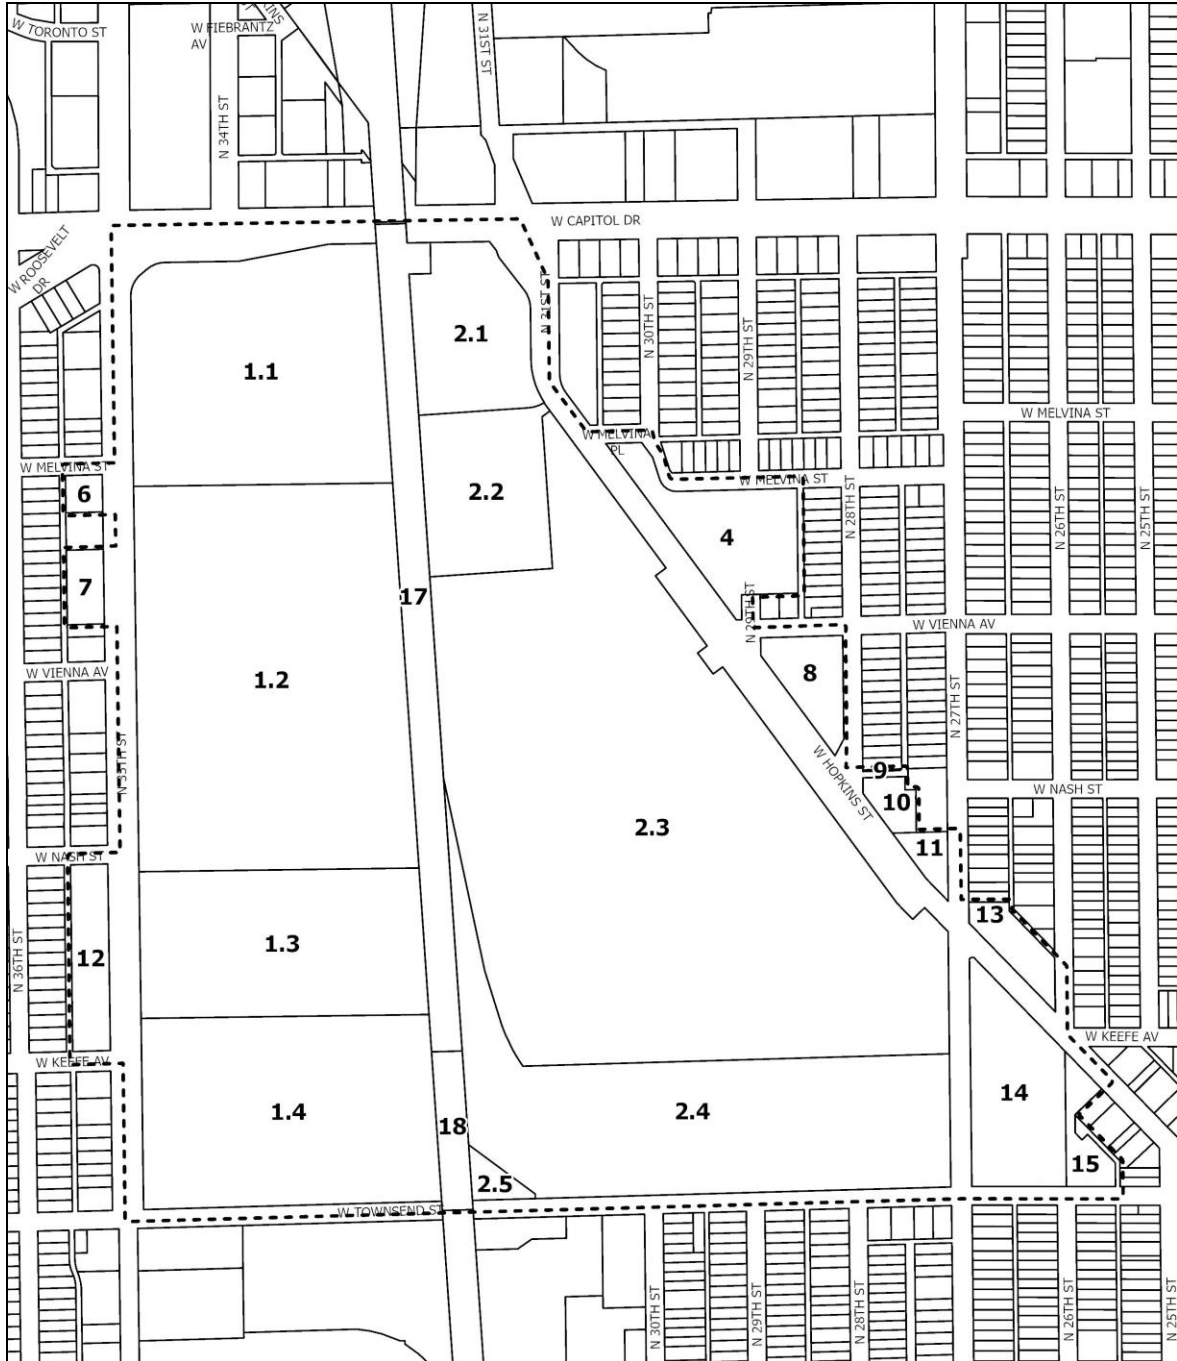 W TORONTO ST
W FIEBRANTZ
AV
N 31ST ST
N 34TH ST
W CAPITOL DR
W ROOSEVELT
DR
N 31ST ST
N 30TH ST
N 29TH ST
2.1
1.1
W MELVINA ST
W MELVINA
PL
W MELVINA ST
W MELVINA ST
6
2.2
N 28TH ST
N 26TH ST
N 25TH ST
4
7
17
N 29TH ST
W VIENNA AV
W VIENNA AV
8
1.2
N 27TH ST
N 35TH ST
W HOPKINS ST
9
W NASH ST
10
2.3
11
W NASH ST
13
1.3
12
N 36TH ST
W KEEFE AV
W KEEFE AV
14
1.4
2.4
18
15
2.5
W TOWNSEND ST
N 30TH ST
N 29TH ST
N 28TH ST
N 26TH ST
N 25TH ST